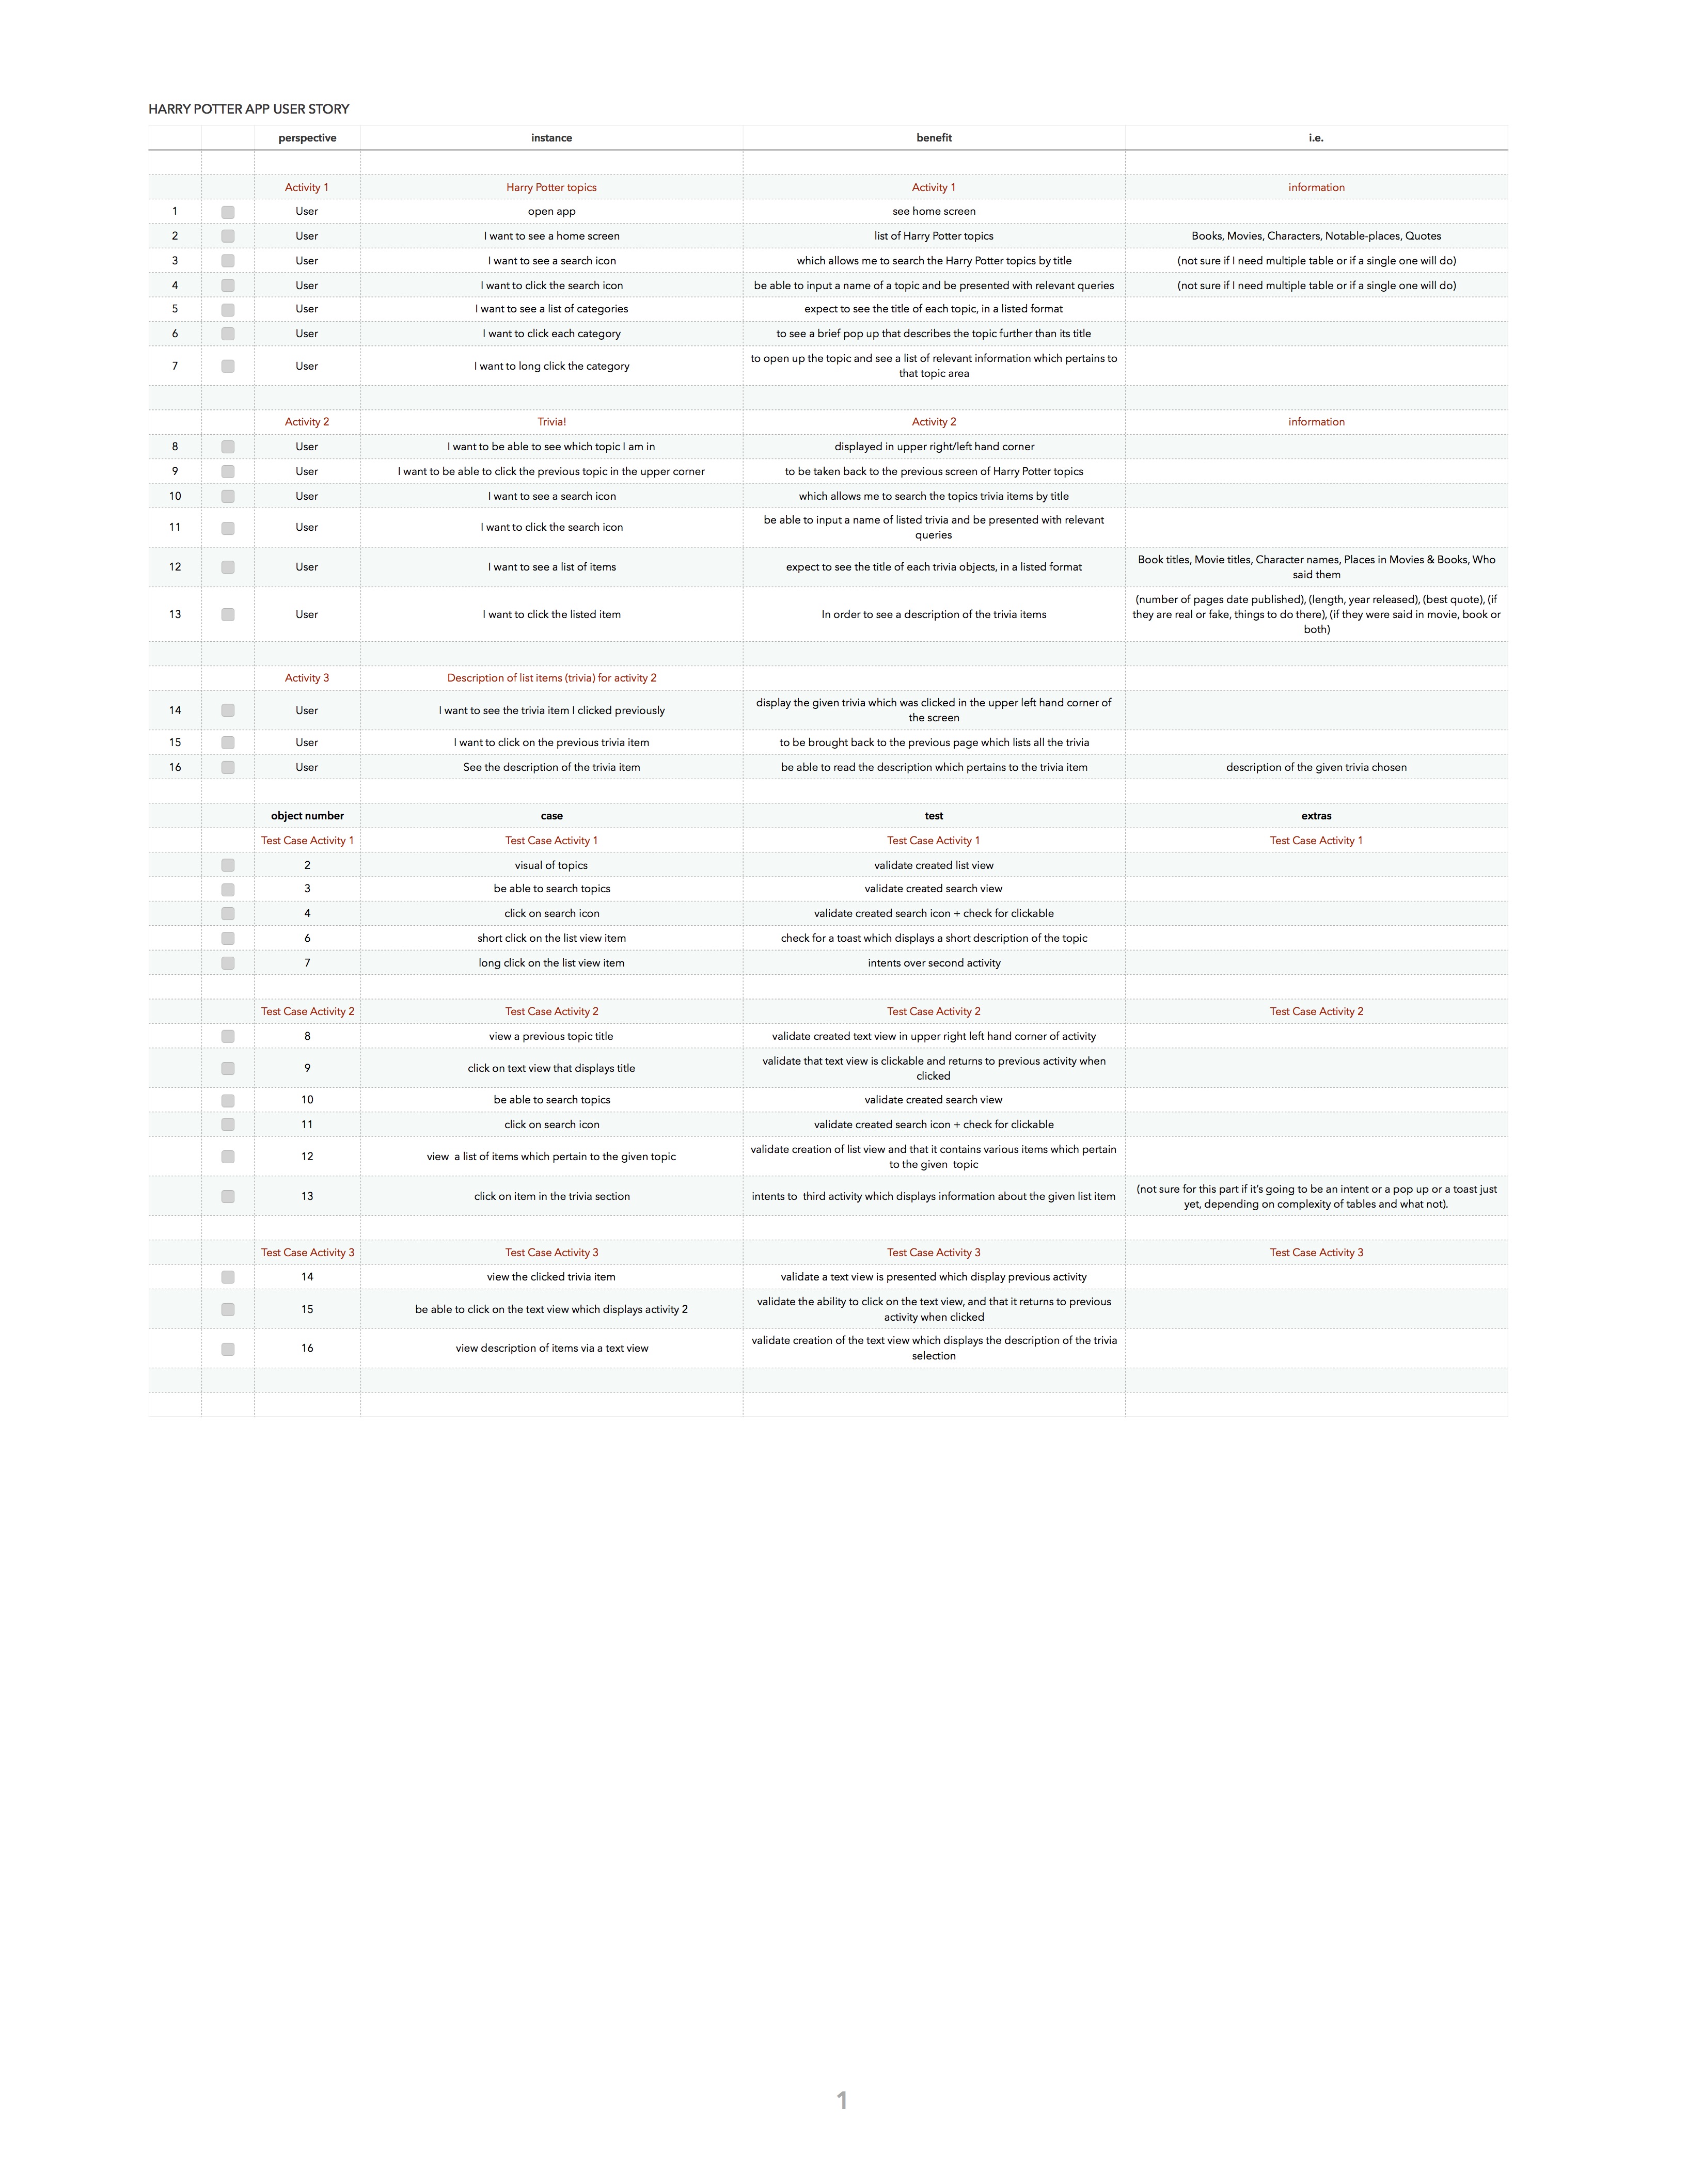 HARRY POTTER APP USER STORY
perspective instance benefit i.e.
Activity 1 Harry Potter topics Activity 1 information
1 User open app see home screen
2 User I want to see a home screen list of Harry Potter topics Books, Movies, Characters, Notable-places, Quotes
3 User I want to see a search icon which allows me to search the Harry Potter topics by title (not sure if I need multiple table or if a single one will do)
4 User I want to click the search icon be able to input a name of a topic and be presented with relevant queries (not sure if I need multiple table or if a single one will do)
5 User I want to see a list of categories expect to see the title of each topic, in a listed format
6 User I want to click each category to see a brief pop up that describes the topic further than its title
7 User I want to long click the category to open up the topic and see a list of relevant information which pertains to
that topic area
Activity 2 Trivia! Activity 2 information
8 User I want to be able to see which topic I am in displayed in upper right/left hand corner
9 User I want to be able to click the previous topic in the upper corner to be taken back to the previous screen of Harry Potter topics
10 User I want to see a search icon which allows me to search the topics trivia items by title
11 User I want to click the search icon be able to input a name of listed trivia and be presented with relevant
queries
12 User I want to see a list of items expect to see the title of each trivia objects, in a listed format Book titles, Movie titles, Character names, Places in Movies & Books, Who
said them
13 User I want to click the listed item In order to see a description of the trivia items (number of pages date published), (length, year released), (best quote), (if
they are real or fake, things to do there), (if they were said in movie, book or
both)
Activity 3 Description of list items (trivia) for activity 2
14 User I want to see the trivia item I clicked previously display the given trivia which was clicked in the upper left hand corner of
the screen
15 User I want to click on the previous trivia item to be brought back to the previous page which lists all the trivia
16 User See the description of the trivia item be able to read the description which pertains to the trivia item description of the given trivia chosen
object number case test extras
Test Case Activity 1 Test Case Activity 1 Test Case Activity 1 Test Case Activity 1
2 visual of topics validate created list view
3 be able to search topics validate created search view
4 click on search icon validate created search icon + check for clickable
6 short click on the list view item check for a toast which displays a short description of the topic
7 long click on the list view item intents over second activity
Test Case Activity 2 Test Case Activity 2 Test Case Activity 2 Test Case Activity 2
8 view a previous topic title validate created text view in upper right left hand corner of activity
9 click on text view that displays title validate that text view is clickable and returns to previous activity when
clicked
10 be able to search topics validate created search view
11 click on search icon validate created search icon + check for clickable
12 view a list of items which pertain to the given topic validate creation of list view and that it contains various items which pertain
to the given topic
13 click on item in the trivia section intents to third activity which displays information about the given list item (not sure for this part if it's going to be an intent or a pop up or a toast just
yet, depending on complexity of tables and what not).
Test Case Activity 3 Test Case Activity 3 Test Case Activity 3 Test Case Activity 3
14 view the clicked trivia item validate a text view is presented which display previous activity
15 be able to click on the text view which displays activity 2 validate the ability to click on the text view, and that it returns to previous
activity when clicked
16 view description of items via a text view validate creation of the text view which displays the description of the trivia
selection
1